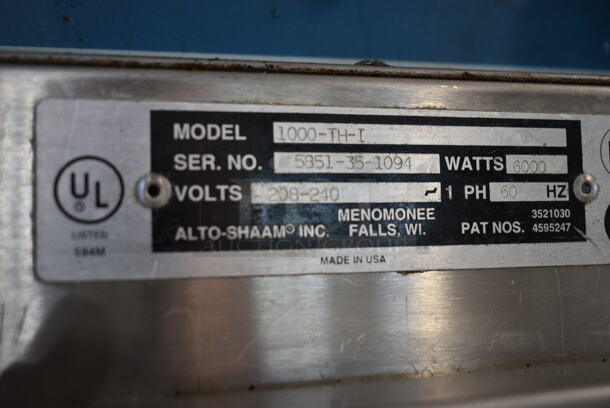 MODEL 1000-TH-I
SER. NO. 5351-35-1094 WATTS 6000
VOLTS 208-240 ~ 1 PH 60 HZ
UL
®
LISTED
584M
MENOMONEE 3521030
ALTO-SHAAM® INC. FALLS, WI. PAT NOS. 4595247
MADE IN USA